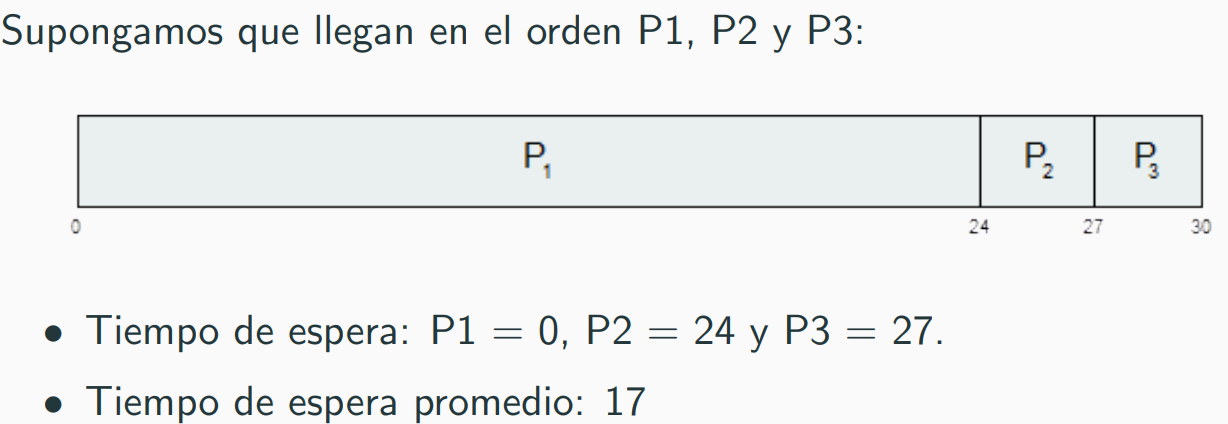 Supongamos que llegan en el orden P1, P2 y P3:
P₁ P₂ P₃
0 24 27 30
• Tiempo de espera: P1 = 0, P2 = 24 y P3 = 27.
• Tiempo de espera promedio: 17